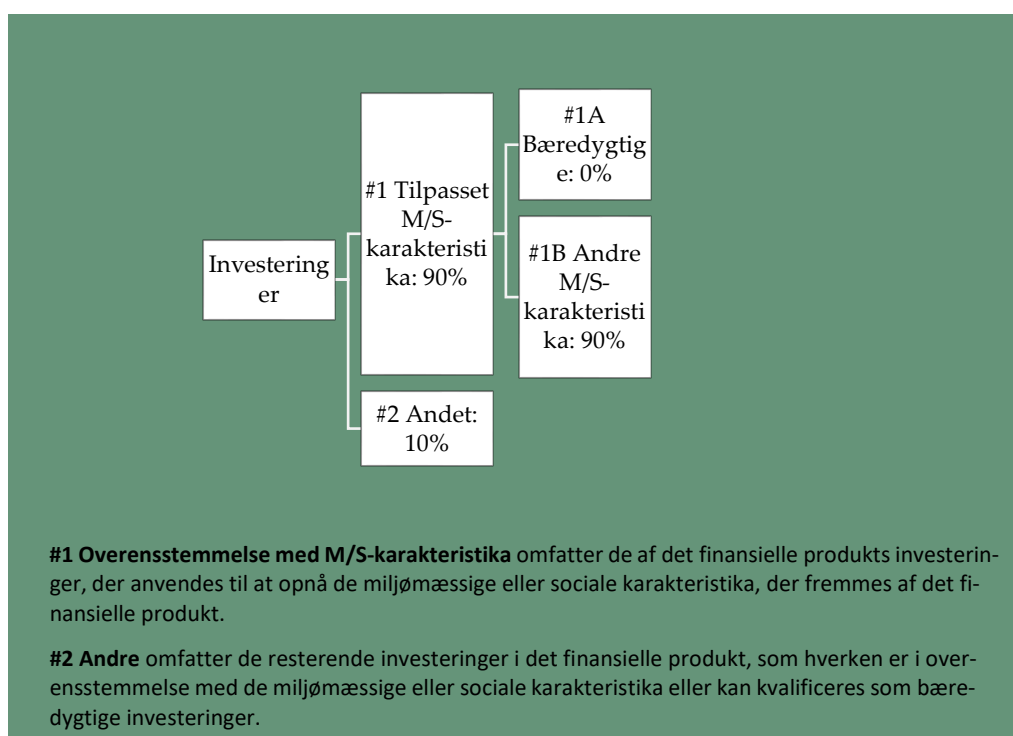 Investering
er
#1 Tilpasset
M/S-
karakteristi
ka: 90%
#1A
Bæredygtig
e: 0%
#1B Andre
M/S-
karakteristi
ka: 90%
#2 Andet:
10%
#1 Overensstemmelse med M/S-karakteristika omfatter de af det finansielle produkts investerin-
ger, der anvendes til at opnå de miljømæssige eller sociale karakteristika, der fremmes af det fi-
nansielle produkt.
#2 Andre omfatter de resterende investeringer i det finansielle produkt, som hverken er i over-
ensstemmelse med de miljømæssige eller sociale karakteristika eller kan kvalificeres som bære-
dygtige investeringer.